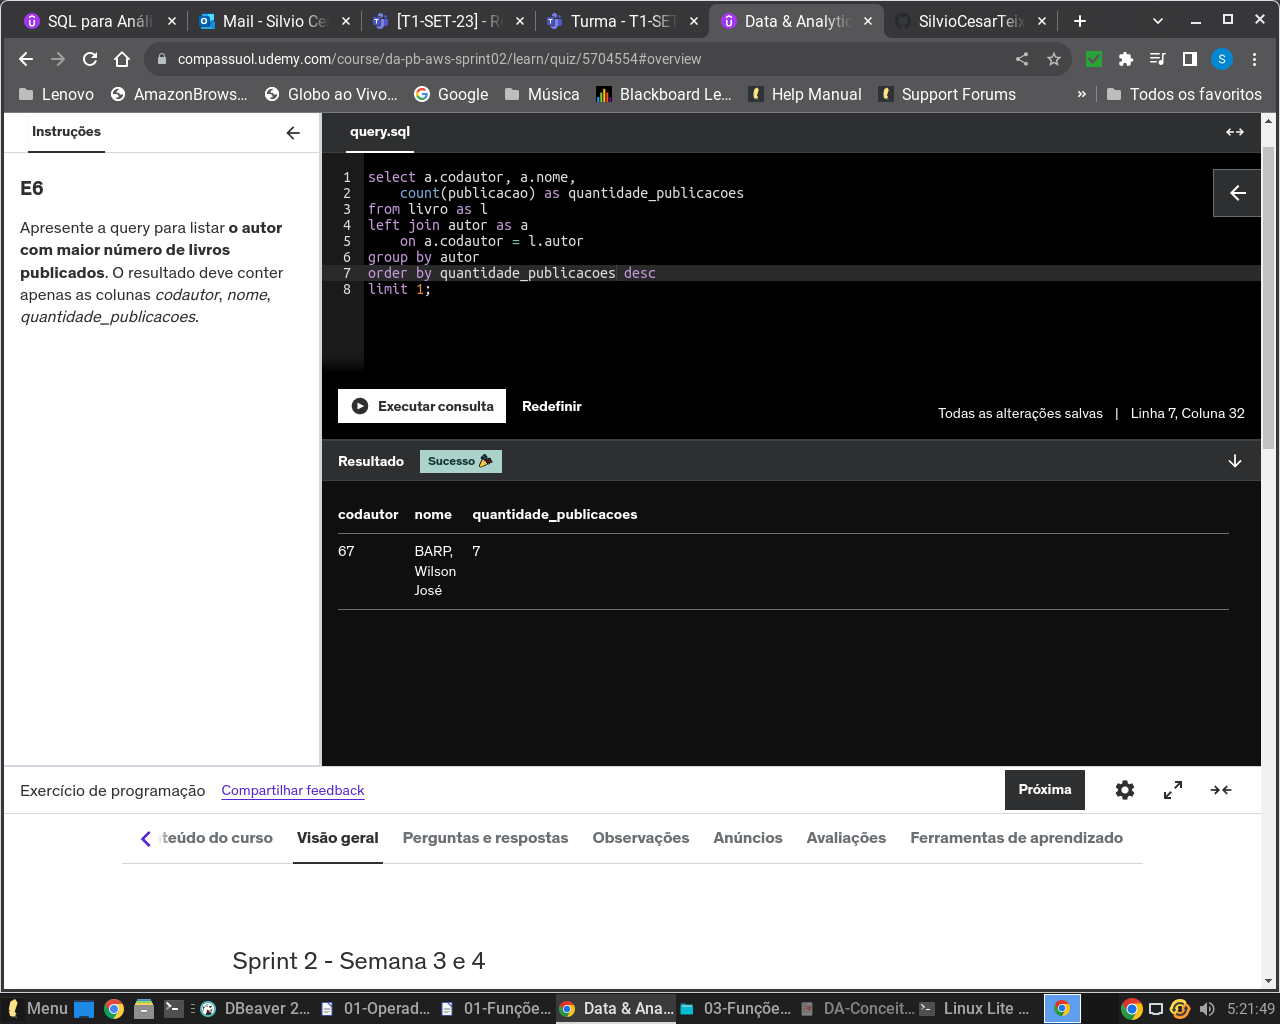 SQL para Anális
Mail - Silvio Ces
[T1-SET-23] - Re
Turma - T1-SET
Data & Analytic
SilvioCesarTeix
compassuol.udemy.com/course/da-pb-aws-sprint02/learn/quiz/5704554#overview
S
Lenovo
AmazonBrows...
Globo ao Vivo...
Google
Música
Blackboard Le...
Help Manual
Support Forums
»
Todos os favoritos
Instruções
query.sql
E6
Apresente a query para listar o autor
com maior número de livros
publicados. O resultado deve conter
apenas as colunas codautor, nome,
quantidade_publicacoes.
1 select a.codautor, a.nome,
2 count(publicacao) as quantidade_publicacoes
3 from livro as l
4 left join autor as a
5 on a.codautor = l.autor
6 group by autor
7 order by quantidade_publicacoes desc
8 limit 1;
Executar consulta
Redefinir
Todas as alterações salvas | Linha 7, Coluna 32
Resultado
Sucesso
codautor nome quantidade_publicacoes
67 BARP, 7
Wilson
José
Exercício de programação
Compartilhar feedback
Próxima
teúdo do curso
Visão geral
Perguntas e respostas
Observações
Anúncios
Avaliações
Ferramentas de aprendizado
Sprint 2 - Semana 3 e 4
Menu
DBeaver 2...
01-Operad...
01-Funçõe...
Data & Ana...
03-Funçõe...
DA-Conceit...
Linux Lite ...
5:21:49